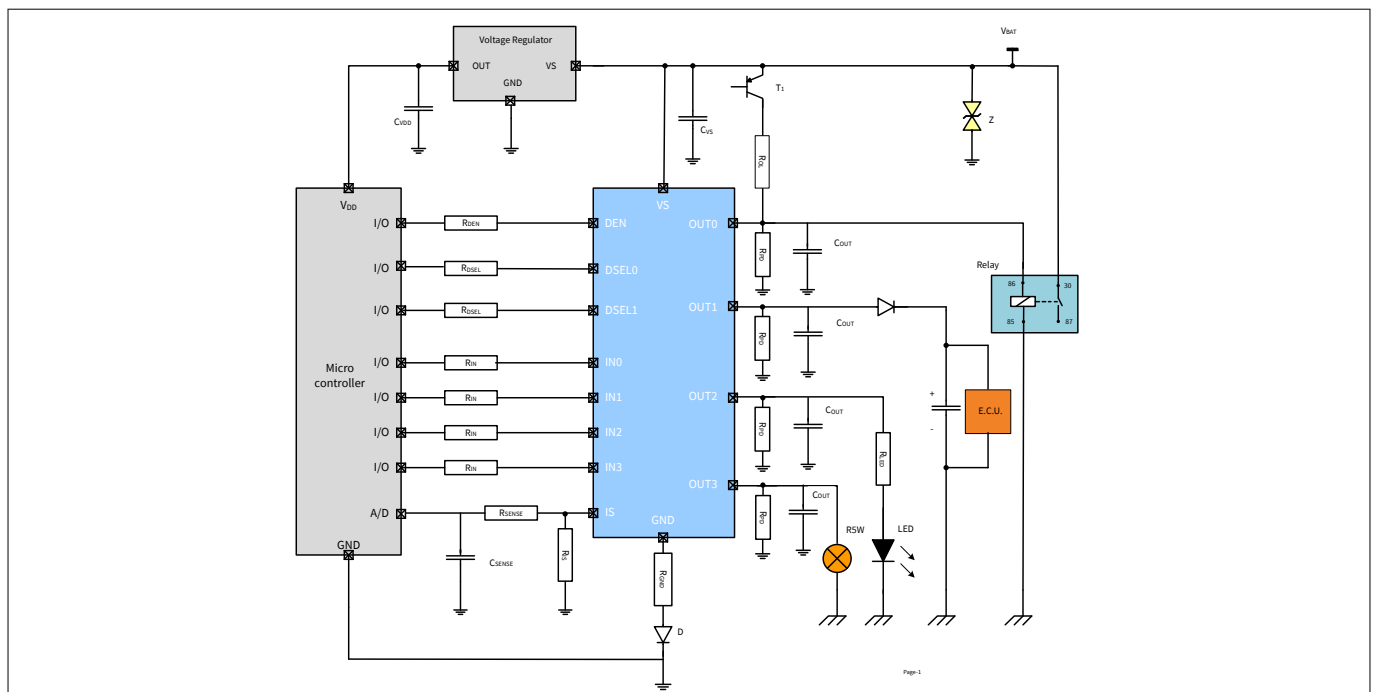 Voltage Regulator
OUT
VS
GND
VBAT
T1
CVDD
CVS
Z
ROL
VDD
VS
I/O
RDEN
DEN
OUT0
I/O
RDSEL
DSEL0
RPD
COUT
Relay
86
30
85
87
I/O
RDSEL
DSEL1
OUT1
RPD
COUT
I/O
RIN
IN0
Micro
controller
I/O
RIN
IN1
OUT2
RPD
COUT
+
-
E.C.U.
I/O
RIN
IN2
RLED
I/O
RIN
IN3
OUT3
RPD
COUT
A/D
RSENSE
IS
GND
R5W
LED
GND
CSENSE
RIS
RGND
D
Page-1